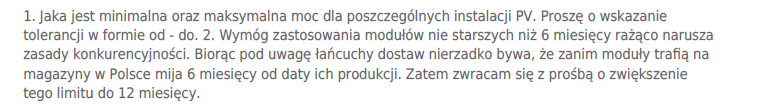 1. Jaka jest minimalna oraz maksymalna moc dla poszczególnych instalacji PV. Proszę o wskazanie
tolerancji w formie od - do. 2. Wymóg zastosowania modułów nie starszych niż 6 miesięcy rażąco narusza
zasady konkurencyjności. Biorąc pod uwagę łańcuchy dostaw nierzadko bywa, że zanim moduły trafią na
magazyny w Polsce mija 6 miesięcy od daty ich produkcji. Zatem zwracam się z prośbą o zwiększenie
tego limitu do 12 miesięcy.